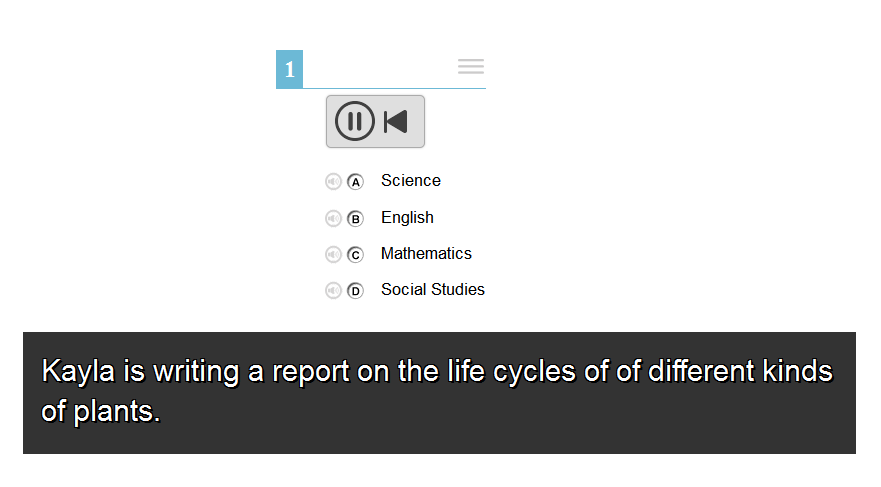 1
A Science
B English
C Mathematics
D Social Studies
Kayla is writing a report on the life cycles of of different kinds
of plants.